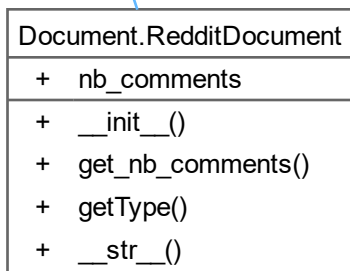 Document.RedditDocument
+ nb_comments
+ __init__()
+ get_nb_comments()
+ getType()
+ __str__()